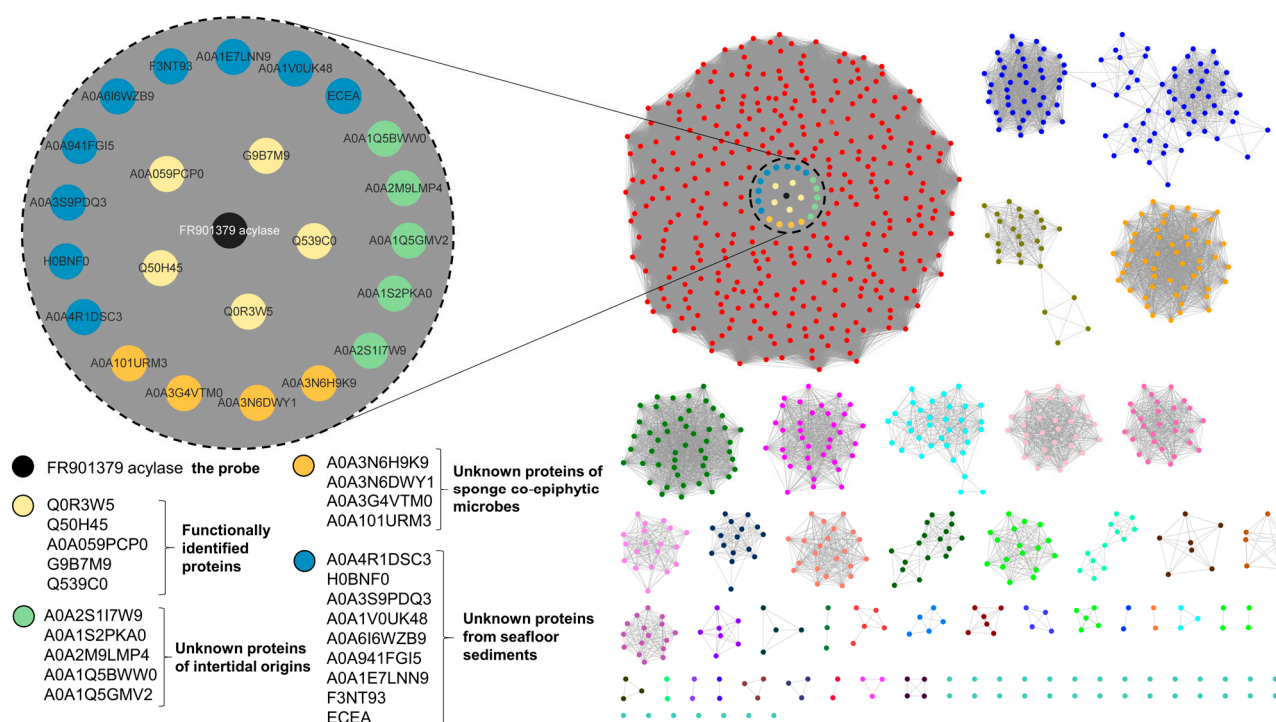 A0A1E7LNN9
F3NT93
A0A1V0UK48
A0A6I6WZB9
ECEA
A0A941FGI5
A0A1Q5BWW0
G9B7M9
A0A059PCP0
A0A2M9LMP4
A0A3S9PDQ3
FR901379 acylase
Q539C0
A0A1Q5GMV2
H0BNF0
Q50H45
A0A1S2PKA0
A0A4R1DSC3
Q0R3W5
A0A2S1I7W9
A0A101URM3
A0A3G4VTM0
A0A3N6DWY1
A0A3N6H9K9
FR901379 acylase the probe
Q0R3W5
Q50H45
A0A059PCP0
G9B7M9
Q539C0
Functionally
identified
proteins
A0A2S1I7W9
A0A1S2PKA0
A0A2M9LMP4
A0A1Q5BWW0
A0A1Q5GMV2
Unknown proteins
of intertidal origins
A0A3N6H9K9
A0A3N6DWY1
A0A3G4VTM0
A0A101URM3
Unknown proteins of
sponge co-epiphytic
microbes
A0A4R1DSC3
H0BNF0
A0A3S9PDQ3
A0A1V0UK48
A0A6I6WZB9
A0A941FGI5
A0A1E7LNN9
F3NT93
ECEA
Unknown proteins
from seafloor
sediments